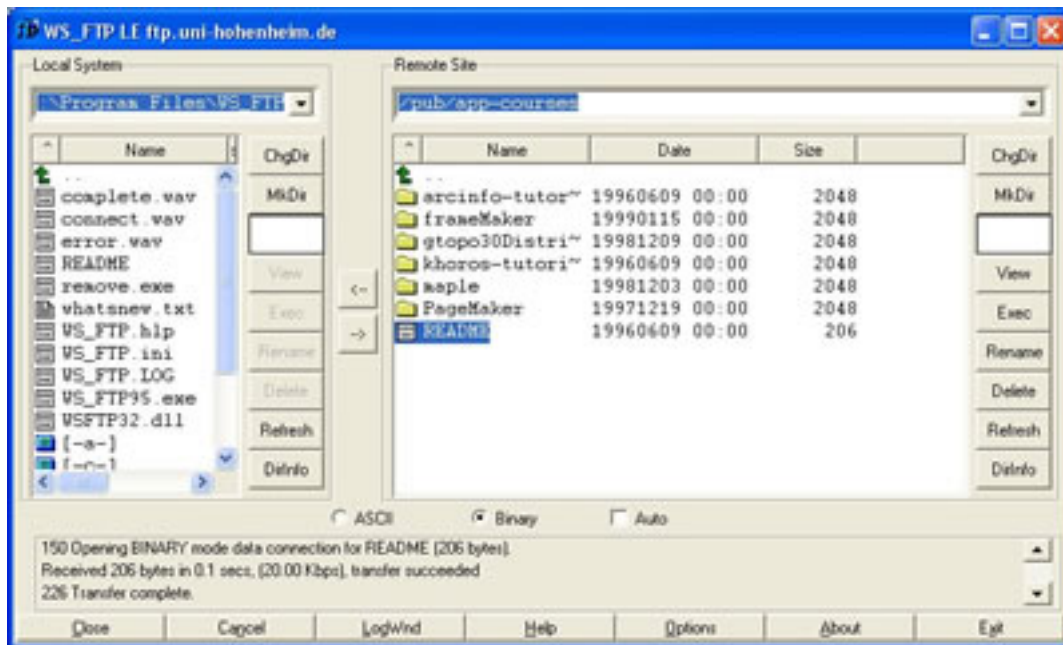 WS_FTP LE ftp.uni-hohenheim.de
Local System
Remote Site
\Program Files\WS_FTP
/pub/app-courses
^ Name
ChgDir
^ Name Date Size
ChgDir
..
complete.wav
connect.wav
error.wav
README
remove.exe
whatsnew.txt
WS_FTP.hlp
WS_FTP.ini
WS_FTP.LOG
WS_FTP95.exe
WSFTP32.dll
[-a-]
[-c-]
MkDir
View
Exec
Rename
Delete
Refresh
DirInfo
<--
-->
..
arcinfo-tutor~ 19960609 00:00 2048
frameMaker 19990115 00:00 2048
gtopo30Distri~ 19981209 00:00 2048
khoros-tutori~ 19960609 00:00 2048
maple 19981203 00:00 2048
PageMaker 19971219 00:00 2048
README 19960609 00:00 206
MkDir
View
Exec
Rename
Delete
Refresh
DirInfo
ASCII Binary Auto
150 Opening BINARY mode data connection for README (206 bytes).
Received 206 bytes in 0.1 secs, (20.00 Kbps), transfer succeeded
226 Transfer complete.
Close Cancel LogWnd Help Options About Exit